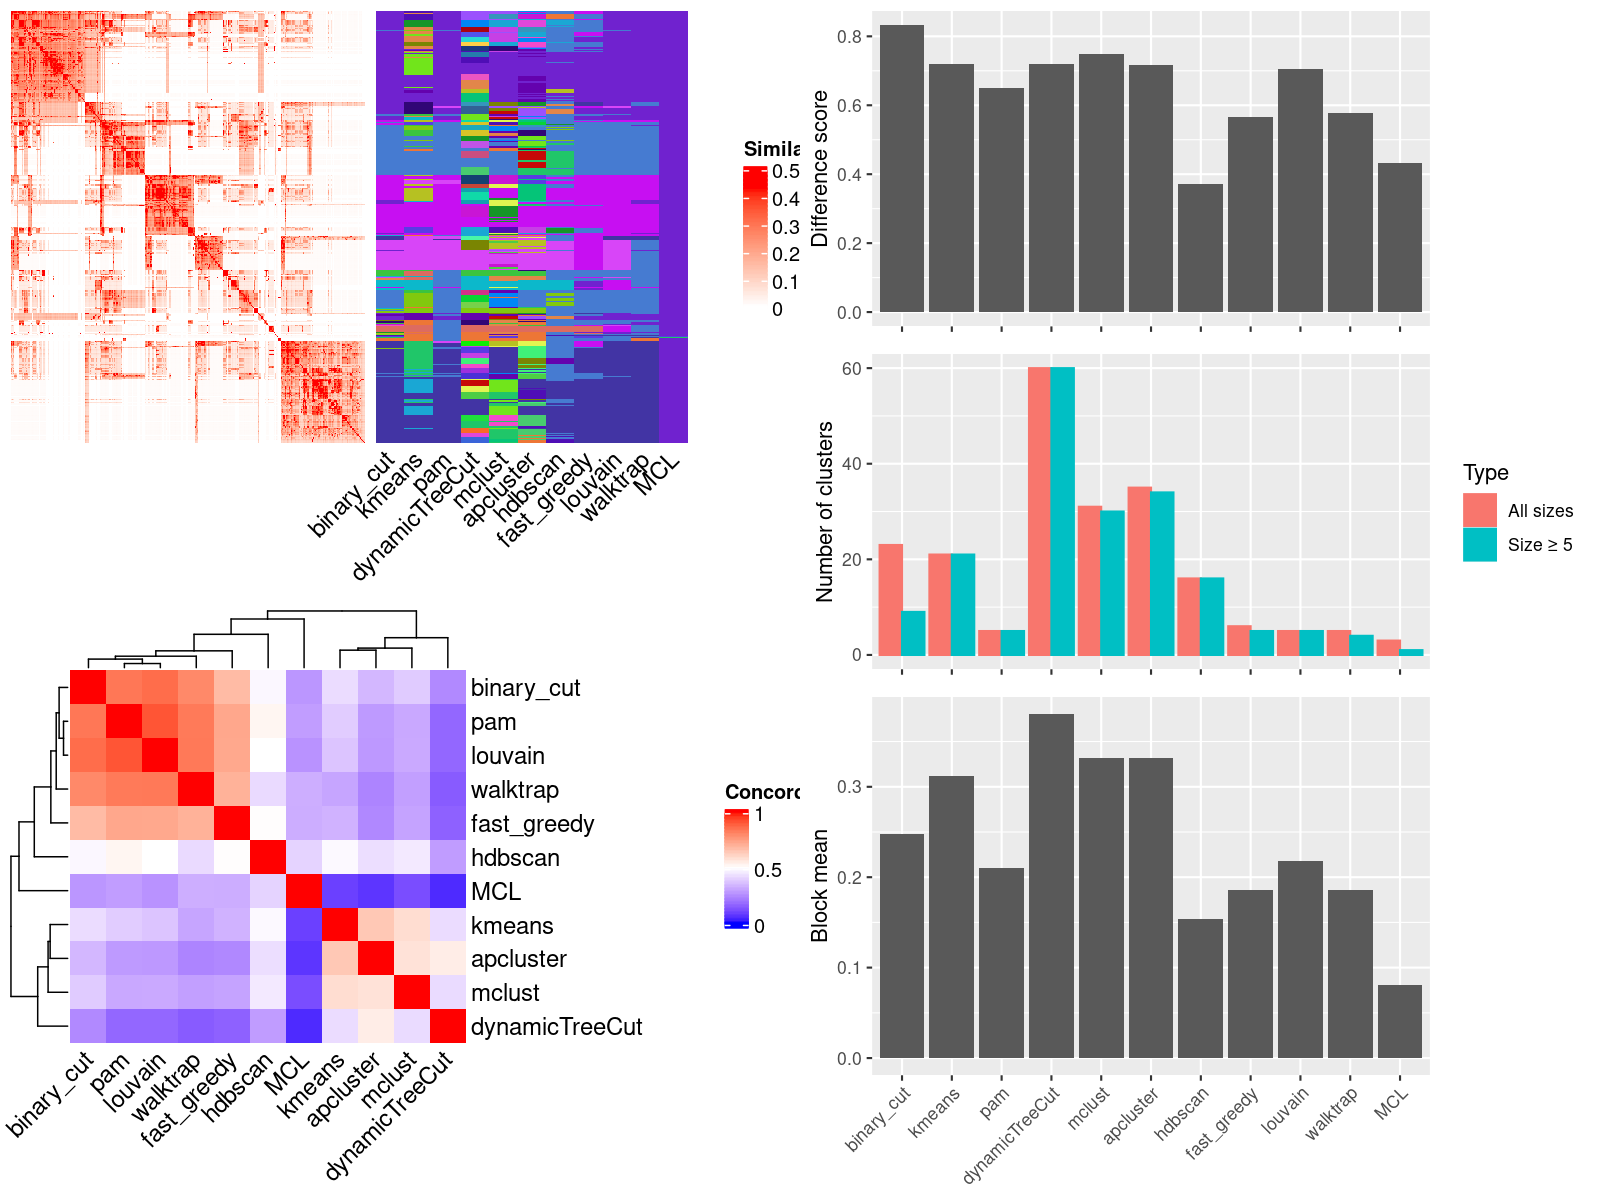 Simila
0.5
0.4
0.3
0.2
0.1
0
binary_cut
kmeans
pam
dynamicTreeCut
mclust
apcluster
hdbscan
fast_greedy
louvain
walktrap
MCL
binary_cut
pam
louvain
walktrap
fast_greedy
hdbscan
MCL
kmeans
apcluster
mclust
dynamicTreeCut
binary_cut
pam
louvain
walktrap
fast_greedy
hdbscan
MCL
kmeans
apcluster
mclust
dynamicTreeCut
Concord
1
0.5
0
Difference score
0.8
0.6
0.4
0.2
0.0
Number of clusters
60
40
20
0
Type
All sizes
Size ≥ 5
Block mean
0.3
0.2
0.1
0.0
binary_cut
kmeans
pam
dynamicTreeCut
mclust
apcluster
hdbscan
fast_greedy
louvain
walktrap
MCL